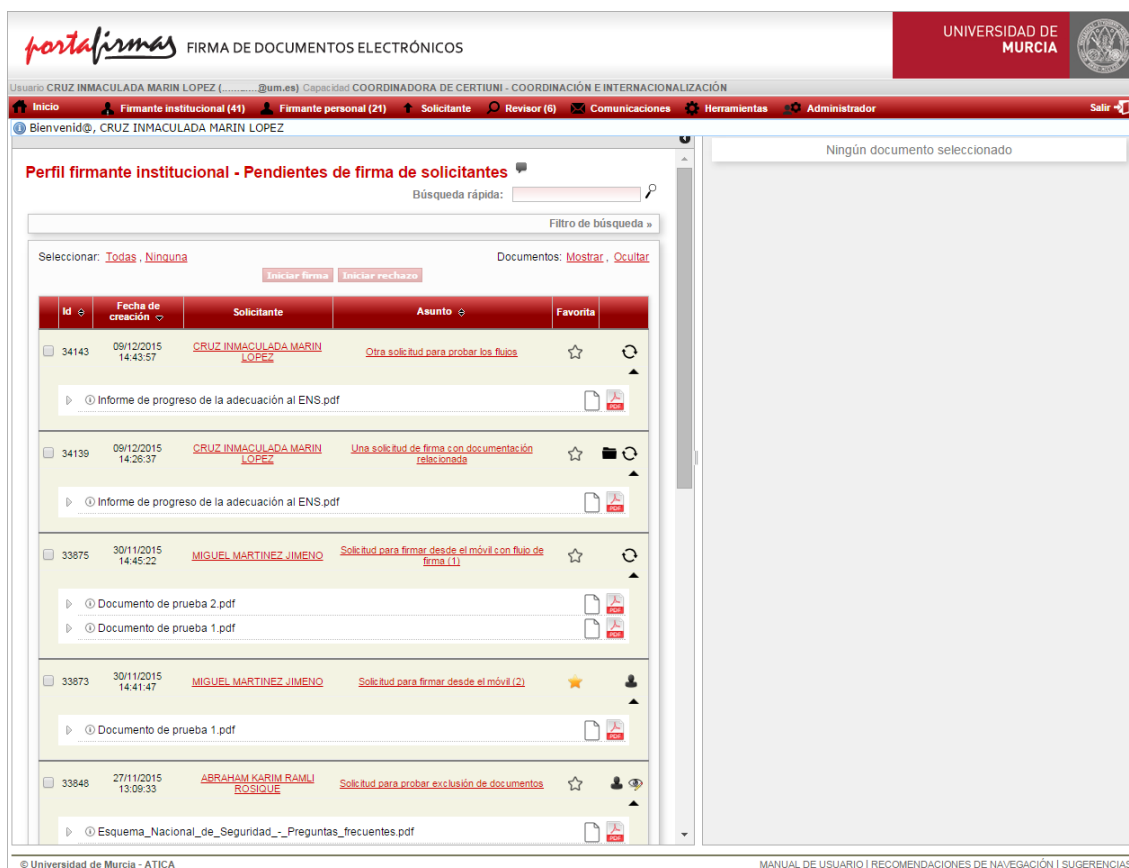 portafirmas FIRMA DE DOCUMENTOS ELECTRÓNICOS
UNIVERSIDAD DE
MURCIA
Usuario CRUZ INMACULADA MARIN LOPEZ (............@um.es) Capacidad COORDINADORA DE CERTIUNI - COORDINACIÓN E INTERNACIONALIZACIÓN
Inicio Firmante institucional (41) Firmante personal (21) Solicitante Revisor (6) Comunicaciones Herramientas Administrador Salir
Bienvenid@, CRUZ INMACULADA MARIN LOPEZ
Ningún documento seleccionado
Perfil firmante institucional - Pendientes de firma de solicitantes
Búsqueda rápida:
Filtro de búsqueda »
Seleccionar: Todas , Ninguna Documentos: Mostrar , Ocultar
Iniciar firma Iniciar rechazo
Id Fecha de creación Solicitante Asunto Favorita
34143 09/12/2015 14:43:57 CRUZ INMACULADA MARIN LOPEZ Otra solicitud para probar los flujos
Informe de progreso de la adecuación al ENS.pdf PDF
34139 09/12/2015 14:26:37 CRUZ INMACULADA MARIN LOPEZ Una solicitud de firma con documentación relacionada
Informe de progreso de la adecuación al ENS.pdf PDF
33875 30/11/2015 14:45:22 MIGUEL MARTINEZ JIMENO Solicitud para firmar desde el móvil con flujo de firma (1)
Documento de prueba 2.pdf PDF
Documento de prueba 1.pdf PDF
33873 30/11/2015 14:41:47 MIGUEL MARTINEZ JIMENO Solicitud para firmar desde el móvil (2)
Documento de prueba 1.pdf PDF
33848 27/11/2015 13:09:33 ABRAHAM KARIM RAMLI ROSIQUE Solicitud para probar exclusión de documentos
Esquema_Nacional_de_Seguridad_-_Preguntas_frecuentes.pdf PDF
© Universidad de Murcia - ATICA MANUAL DE USUARIO | RECOMENDACIONES DE NAVEGACIÓN | SUGERENCIAS